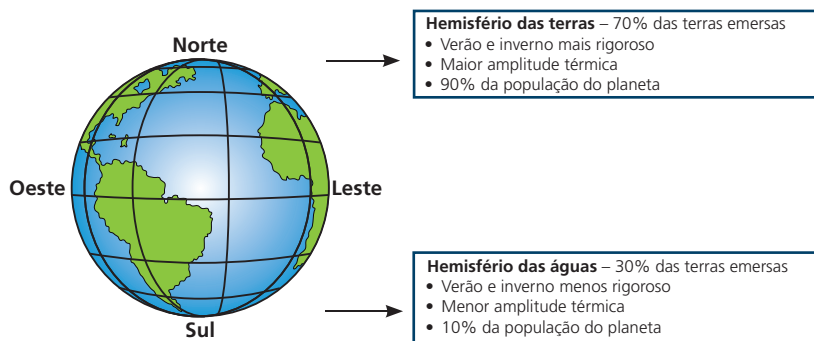 Norte
Oeste
Leste
Sul
Hemisfério das terras – 70% das terras emersas
• Verão e inverno mais rigoroso
• Maior amplitude térmica
• 90% da população do planeta
Hemisfério das águas – 30% das terras emersas
• Verão e inverno menos rigoroso
• Menor amplitude térmica
• 10% da população do planeta